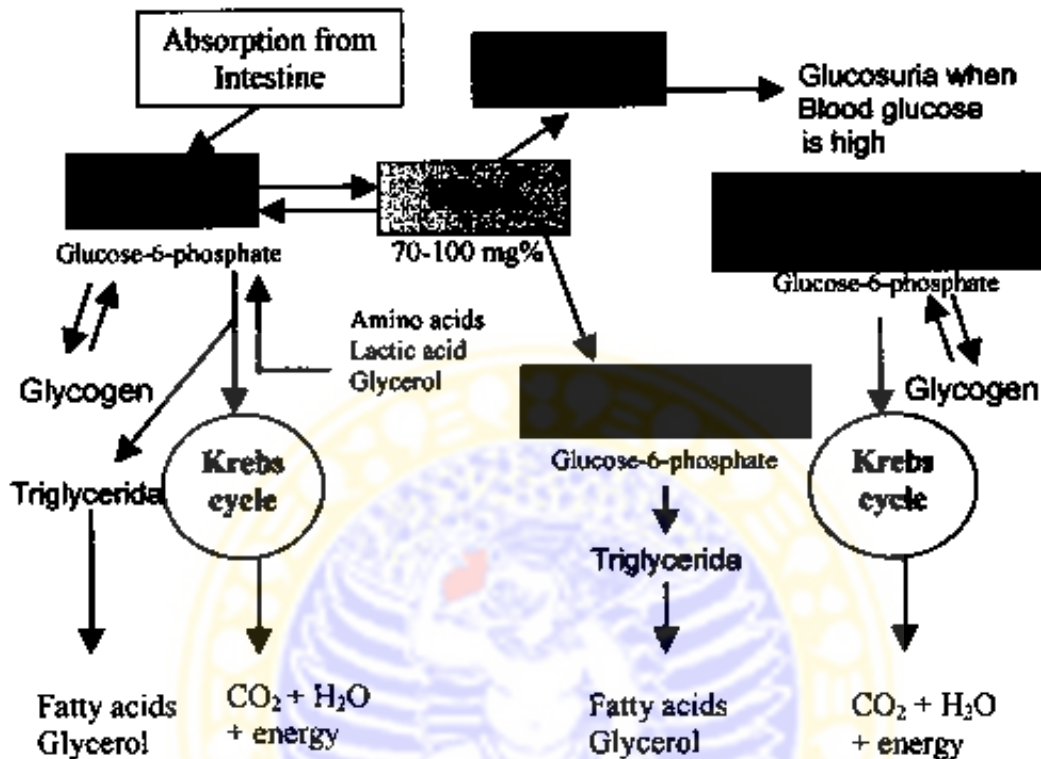 Absorption from
Intestine
Glucosuria when
Blood glucose
is high
Glucose-6-phosphate
70-100 mg%
Glucose-6-phosphate
Amino acids
Lactic acid
Glycerol
Glycogen
Glycogen
Krebs
cycle
Glucose-6-phosphate
Krebs
cycle
Triglycerida
Triglycerida
Fatty acids
Glycerol
CO₂ + H₂O
+ energy
Fatty acids
Glycerol
CO₂ + H₂O
+ energy